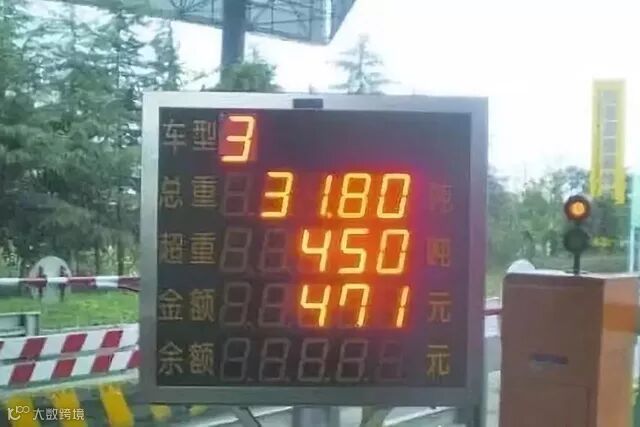 车型 3
总重 31.80 吨
超重 4.50 吨
金额 471 元
余额 元
大数跨境